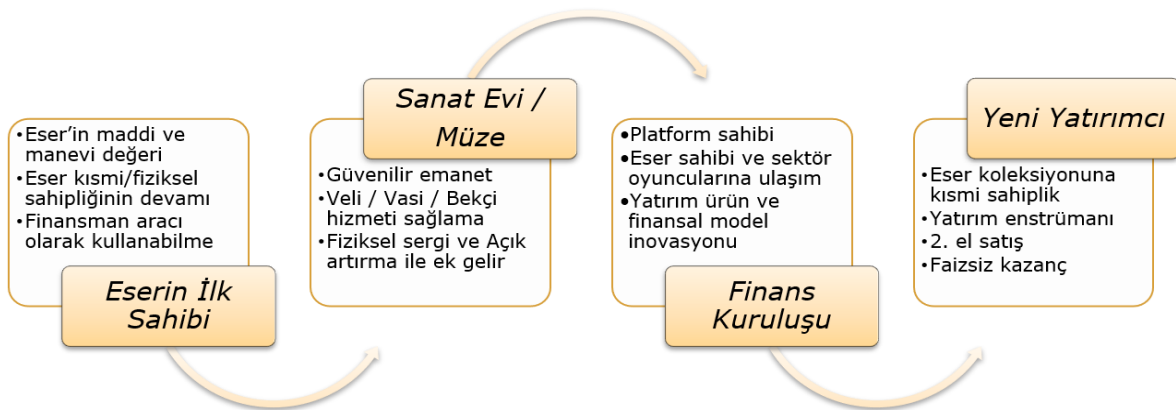 •Eser’in maddi ve
manevi değeri
•Eser kısmi/fiziksel
sahipliğinin devamı
•Finansman aracı
olarak kullanabilme
Eserin İlk
Sahibi
Sanat Evi /
Müze
•Güvenilir emanet
•Veli / Vasi / Bekçi
hizmeti sağlama
•Fiziksel sergi ve Açık
artırma ile ek gelir
•Platform sahibi
•Eser sahibi ve sektör
oyuncularına ulaşım
•Yatırım ürün ve
finansal model
inovasyonu
Finans
Kuruluşu
Yeni Yatırımcı
•Eser koleksiyonuna
kısmi sahiplik
•Yatırım enstrümanı
•2. el satış
•Faizsiz kazanç